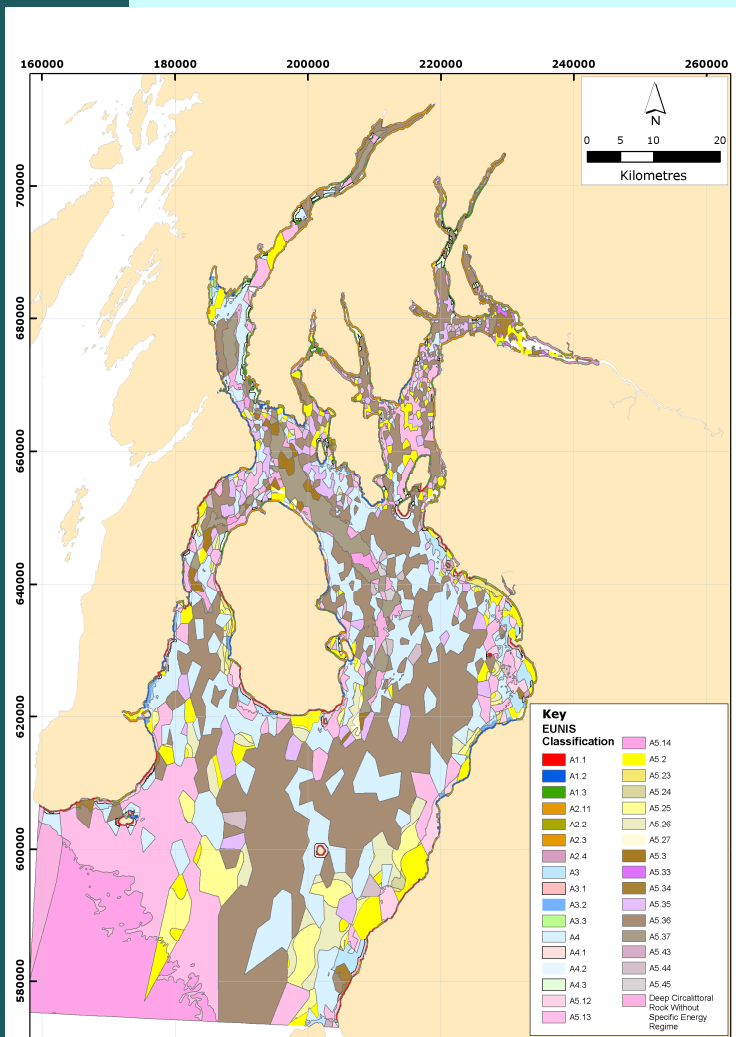 160000 180000 200000 220000 240000 260000
N
0 5 10 20
Kilometres
700000
680000
660000
640000
620000
600000
580000
Key
EUNIS
Classification
A1.1
A1.2
A1.3
A2.11
A2.2
A2.3
A2.4
A3
A3.1
A3.2
A3.3
A4
A4.1
A4.2
A4.3
A5.12
A5.13
A5.14
A5.2
A5.23
A5.24
A5.25
A5.26
A5.27
A5.3
A5.33
A5.34
A5.35
A5.36
A5.37
A5.43
A5.44
A5.45
Deep Circalittoral
Rock Without
Specific Energy
Regime